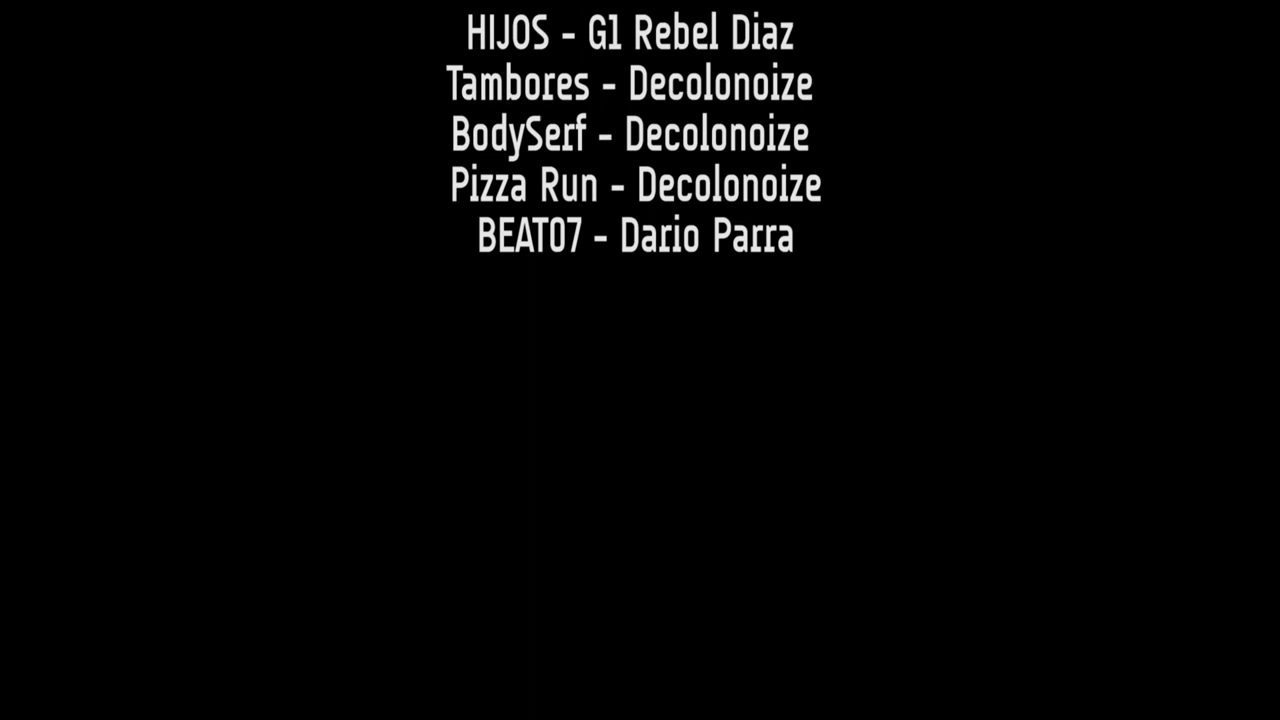 HIJOS - G1 Rebel Diaz
Tambores - Decolonoize
BodySerf - Decolonoize
Pizza Run - Decolonoize
BEAT07 - Dario Parra